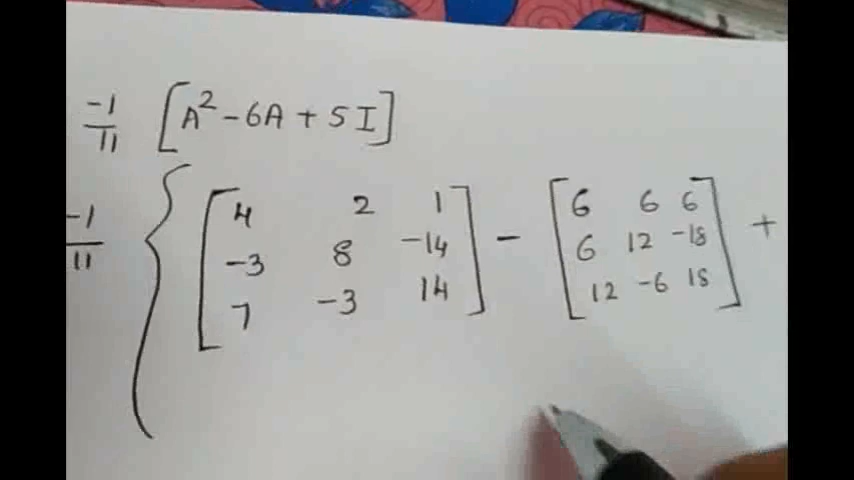 -1/11 [A² - 6A + 5I]
-1/11 { [4 2 1] - [6 6 6] +
[-3 8 -14] [6 12 -18]
[7 -3 14] [12 -6 18]